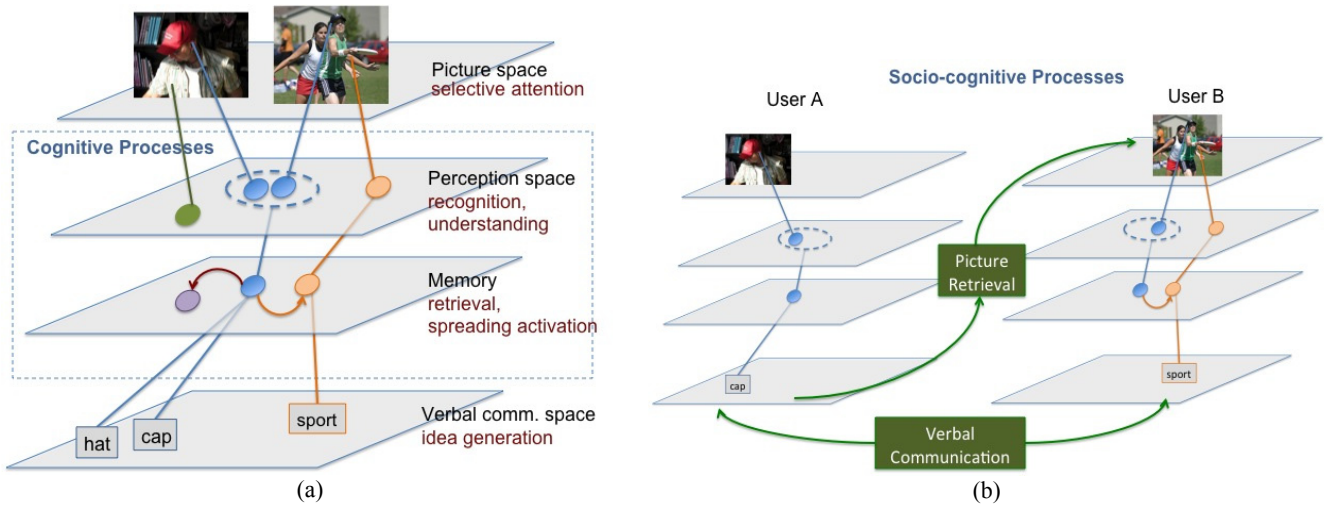 Picture space
selective attention
Cognitive Processes
Perception space
recognition,
understanding
Memory
retrieval,
spreading activation
Verbal comm. space
idea generation
hat
cap
sport
(a)
Socio-cognitive Processes
User A
User B
Picture
Retrieval
cap
sport
Verbal
Communication
(b)